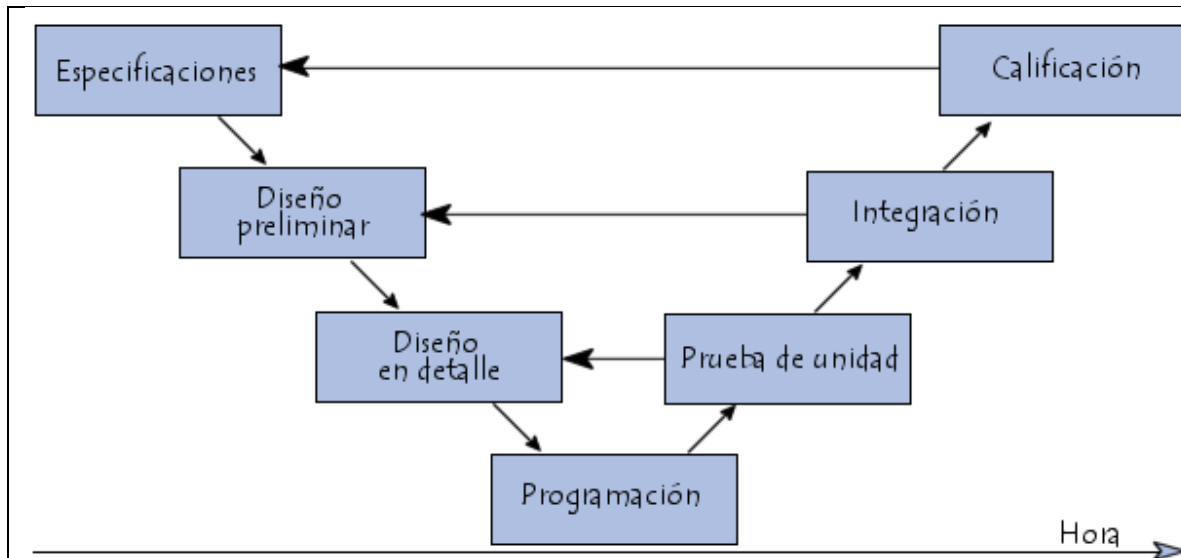 Especificaciones
Calificación
Diseño
preliminar
Integración
Diseño
en detalle
Prueba de unidad
Programación
Hora